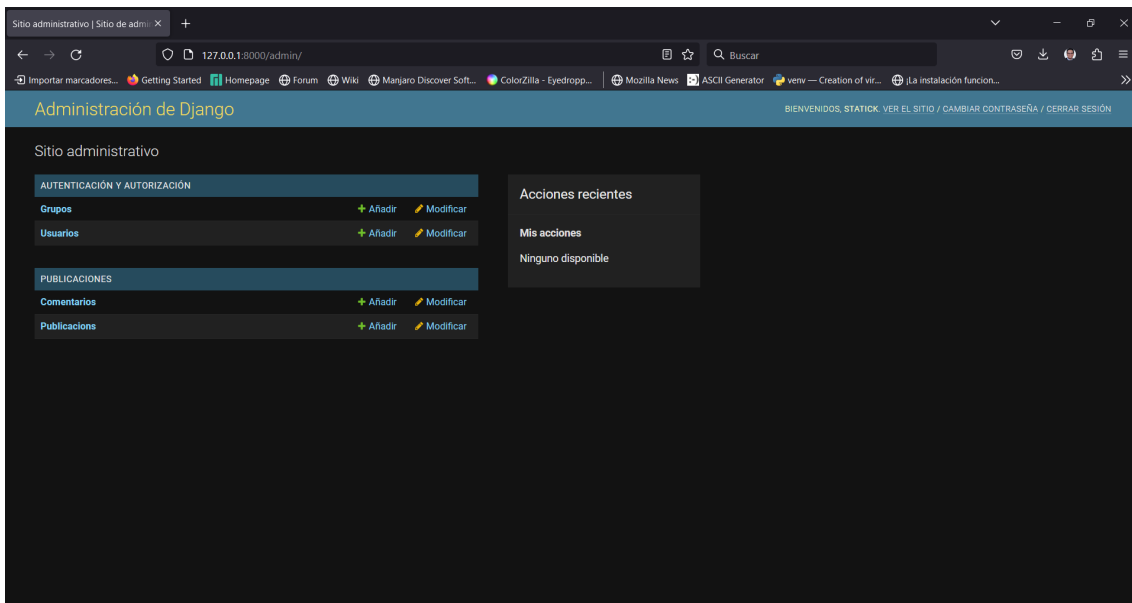 Sitio administrativo | Sitio de admi
127.0.0.1:8000/admin/
Buscar
Importar marcadores... Getting Started Homepage Forum Wiki Manjaro Discover Soft... ColorZilla - Eyedropp... Mozilla News ASCII Generator venv — Creation of vir... ¡La instalación funcion...
Administración de Django
BIENVENIDOS, STATICK. VER EL SITIO / CAMBIAR CONTRASEÑA / CERRAR SESIÓN
Sitio administrativo
AUTENTICACIÓN Y AUTORIZACIÓN
Grupos Añadir Modificar
Usuarios Añadir Modificar
PUBLICACIONES
Comentarios Añadir Modificar
Publicacions Añadir Modificar
Acciones recientes
Mis acciones
Ninguno disponible